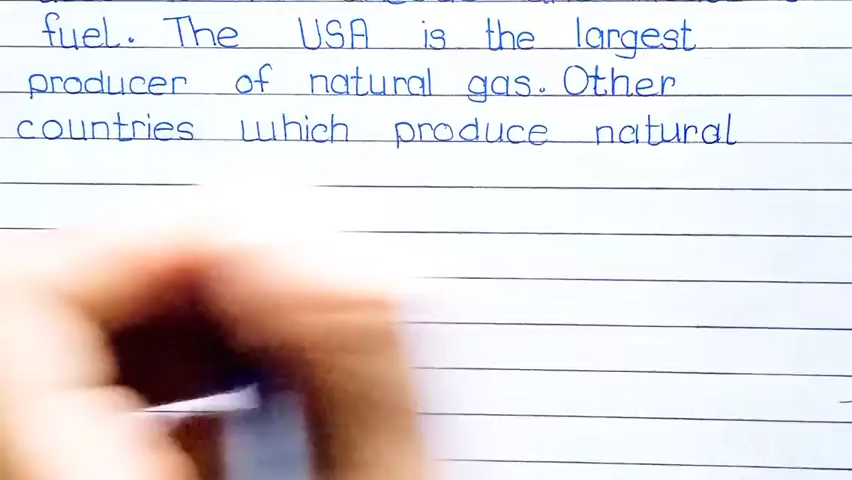 fuel. The USA is the largest
producer of natural gas. Other
countries which produce natural